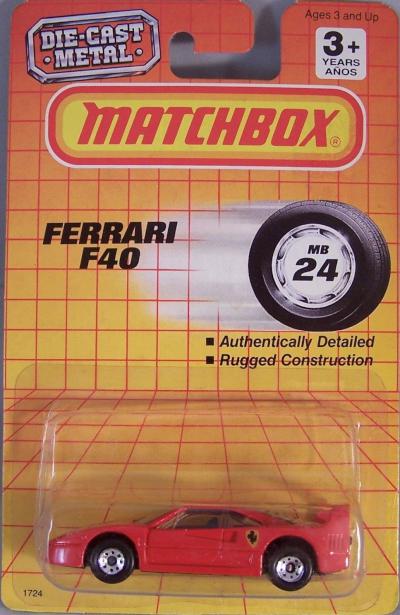 Ages 3 and Up
DIE-CAST
METAL
3+
YEARS
AÑOS
MATCHBOX®
FERRARI
F40
MB
24
■ Authentically Detailed
■ Rugged Construction
1724